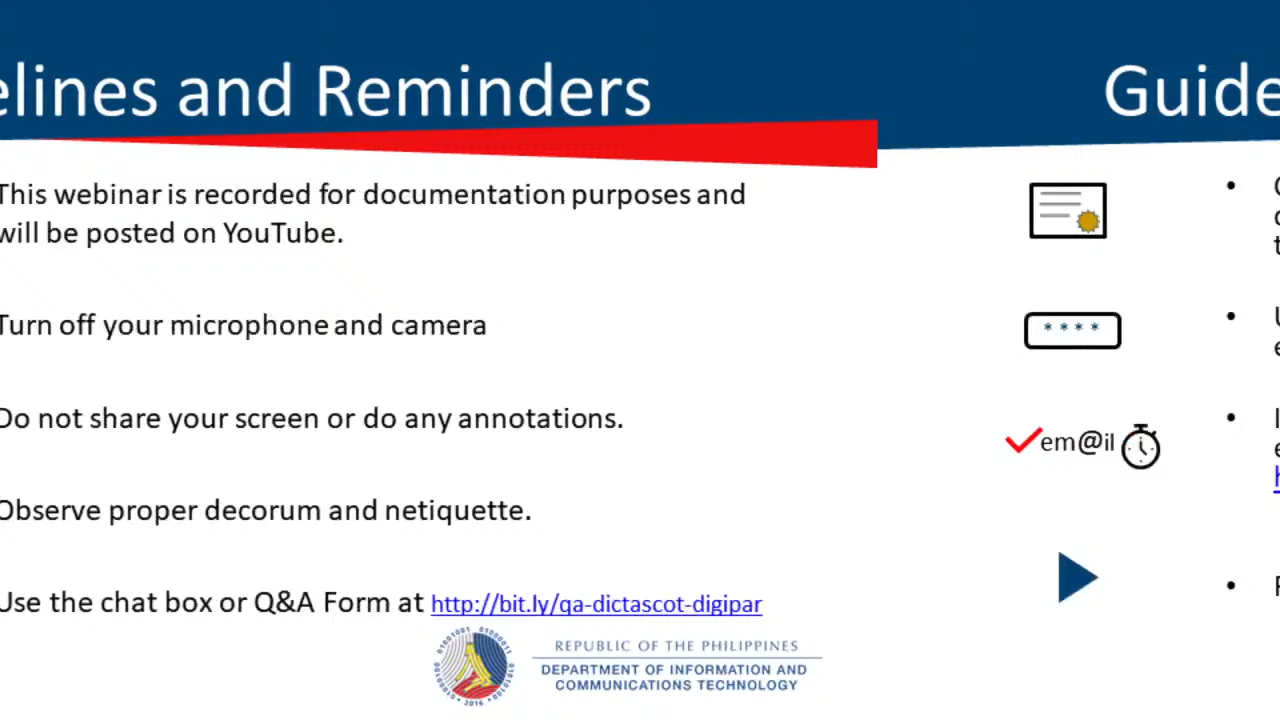 elines and Reminders
This webinar is recorded for documentation purposes and
will be posted on YouTube.
Turn off your microphone and camera
Do not share your screen or do any annotations.
Observe proper decorum and netiquette.
Use the chat box or Q&A Form at http://bit.ly/qa-dictascot-digipar
Guide
****
em@il
REPUBLIC OF THE PHILIPPINES
DEPARTMENT OF INFORMATION AND
COMMUNICATIONS TECHNOLOGY
2016